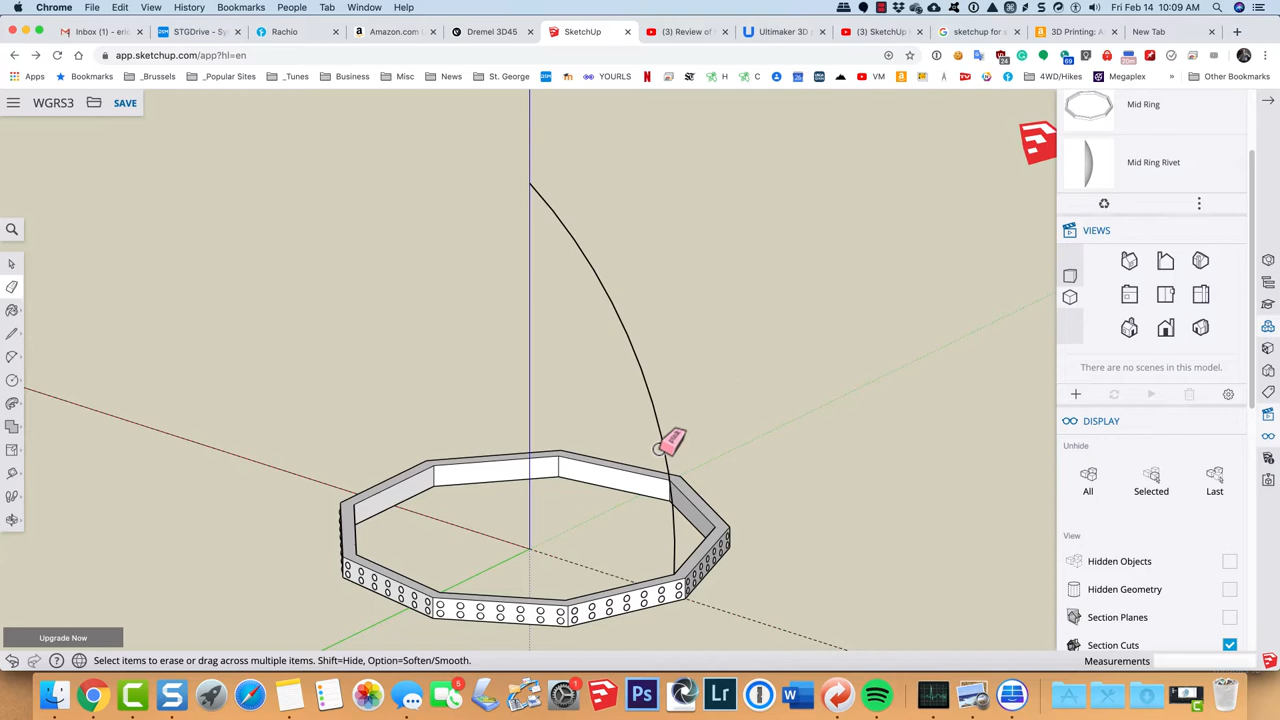 Chrome File Edit View History Bookmarks People Tab Window Help Fri Feb 14 10:09 AM
Inbox (1) - eric STGDrive - Sy Rachio Amazon.com Dremel 3D45 SketchUp (3) Review of Ultimaker 3D (3) SketchU sketchup for s 3D Printing: A New Tab
app.sketchup.com/app?hl=en
Apps Bookmarks _Brussels _Popular Sites _Tunes Business Misc News St. George YOURLS H C VM 4WD/Hikes Megaplex Other Bookmarks
WGRS3 SAVE
Mid Ring
Mid Ring Rivet
VIEWS
There are no scenes in this model.
DISPLAY
Unhide
All Selected Last
View
Hidden Objects
Hidden Geometry
Section Planes
Section Cuts
Upgrade Now
Select items to erase or drag across multiple items. Shift=Hide, Option=Soften/Smooth. Measurements
Ps Lr W